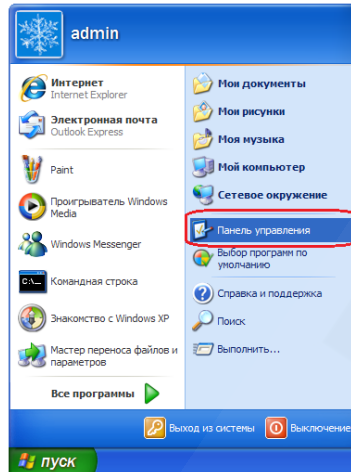 admin
Интернет
Internet Explorer
Электронная почта
Outlook Express
Paint
Проигрыватель Windows
Media
Windows Messenger
Командная строка
Знакомство с Windows XP
Мастер переноса файлов и
параметров
Все программы
Мои документы
Мои рисунки
Моя музыка
Мой компьютер
Сетевое окружение
Панель управления
Выбор программ по
умолчанию
Справка и поддержка
Поиск
Выполнить...
Выход из системы
Выключение
пуск